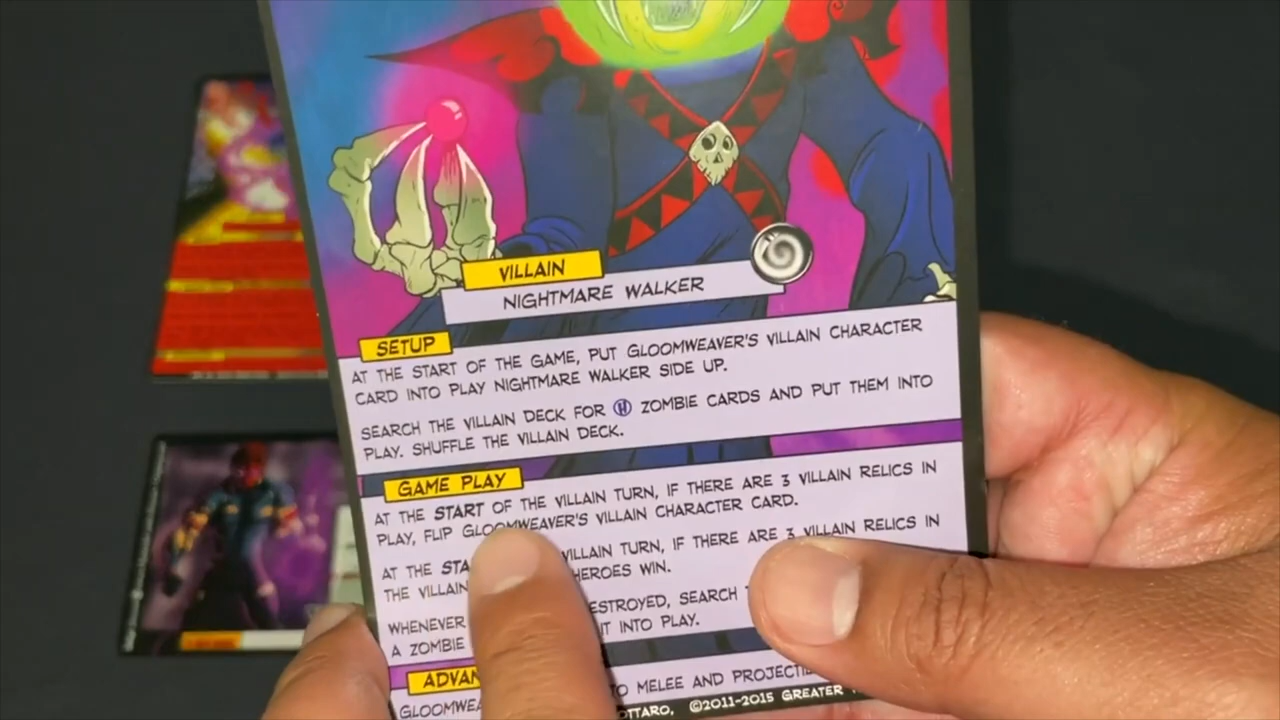 VILLAIN
NIGHTMARE WALKER
SETUP
AT THE START OF THE GAME, PUT GLOOMWEAVER'S VILLAIN CHARACTER
CARD INTO PLAY NIGHTMARE WALKER SIDE UP.
SEARCH THE VILLAIN DECK FOR H ZOMBIE CARDS AND PUT THEM INTO
PLAY. SHUFFLE THE VILLAIN DECK.
GAME PLAY
AT THE START OF THE VILLAIN TURN, IF THERE ARE 3 VILLAIN RELICS IN
PLAY, FLIP GLOOMWEAVER'S VILLAIN CHARACTER CARD.
AT THE STA VILLAIN TURN, IF THERE ARE 3 VILLAIN RELICS IN
THE VILLAIN HEROES WIN.
WHENEVER ESTROYED, SEARCH
A ZOMBIE IT INTO PLAY.
ADVAN
GLOOMWEA TO MELEE AND PROJECTI
OTTARO, ©2011-2015 GREATER